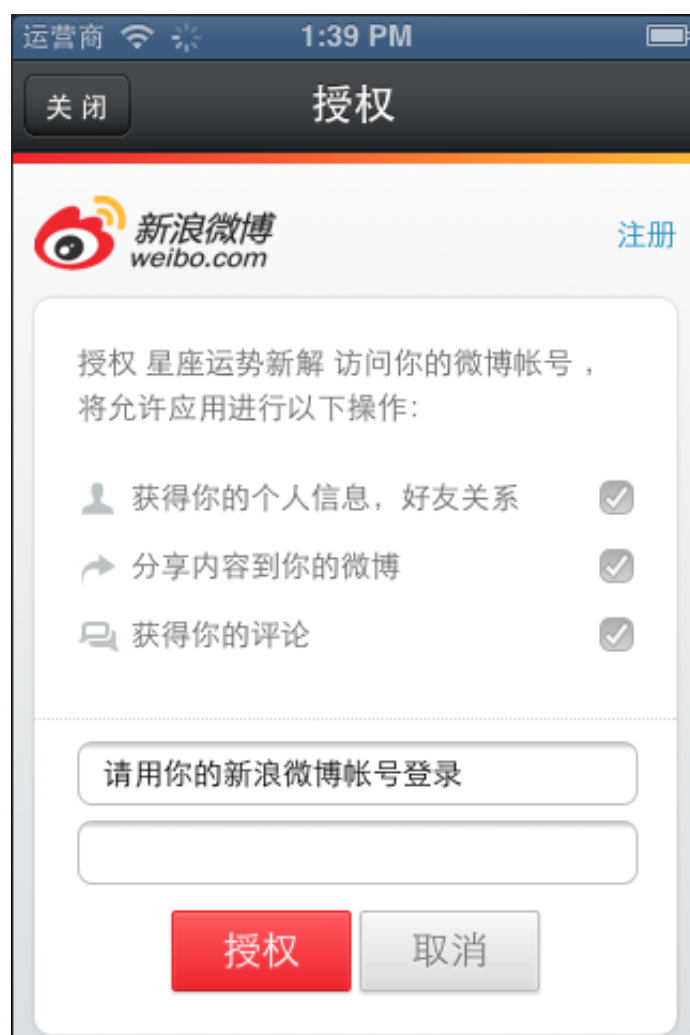 运营商 1:39 PM
关闭 授权
新浪微博
weibo.com
注册
授权 星座运势新解 访问你的微博帐号，
将允许应用进行以下操作：
获得你的个人信息，好友关系
分享内容到你的微博
获得你的评论
请用你的新浪微博帐号登录
授权 取消